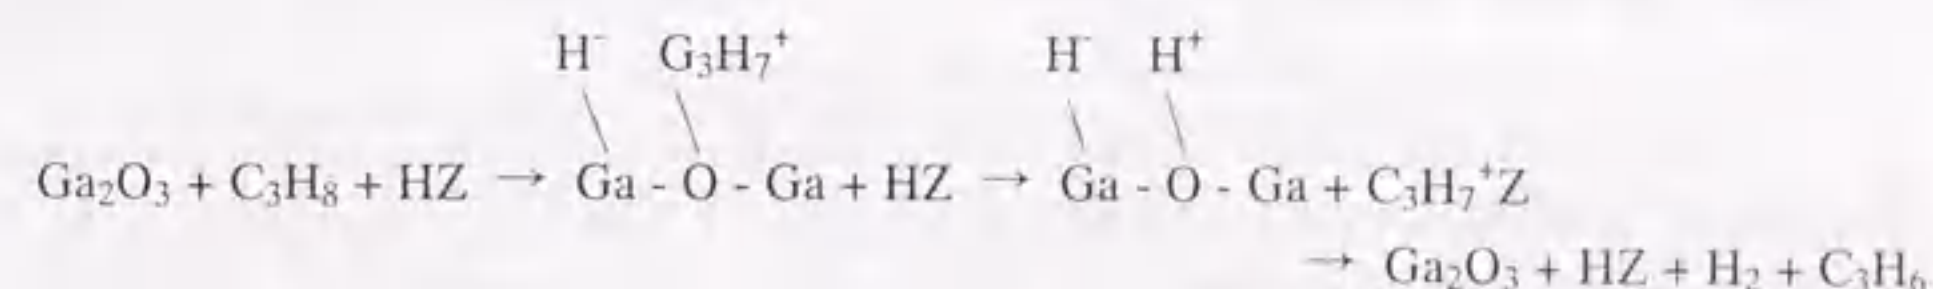 H⁻ G₃H₇⁺ H⁻ H⁺
Ga₂O₃ + C₃H₈ + HZ → Ga - O - Ga + HZ → Ga - O - Ga + C₃H₇⁺Z
→ Ga₂O₃ + HZ + H₂ + C₃H₆